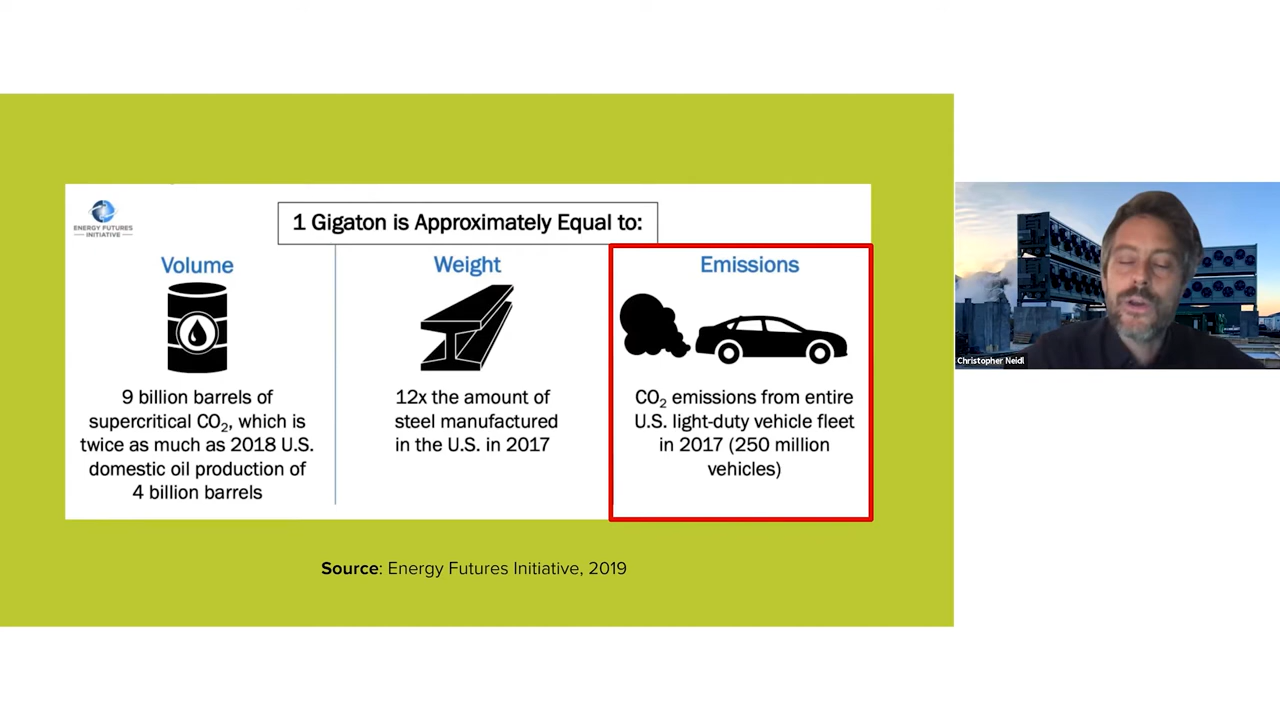 ENERGY FUTURES
INITIATIVE
1 Gigaton is Approximately Equal to:
Volume
9 billion barrels of
supercritical CO₂, which is
twice as much as 2018 U.S.
domestic oil production of
4 billion barrels
Weight
12x the amount of
steel manufactured
in the U.S. in 2017
Emissions
CO₂ emissions from entire
U.S. light-duty vehicle fleet
in 2017 (250 million
vehicles)
Source: Energy Futures Initiative, 2019
Christopher Neidl